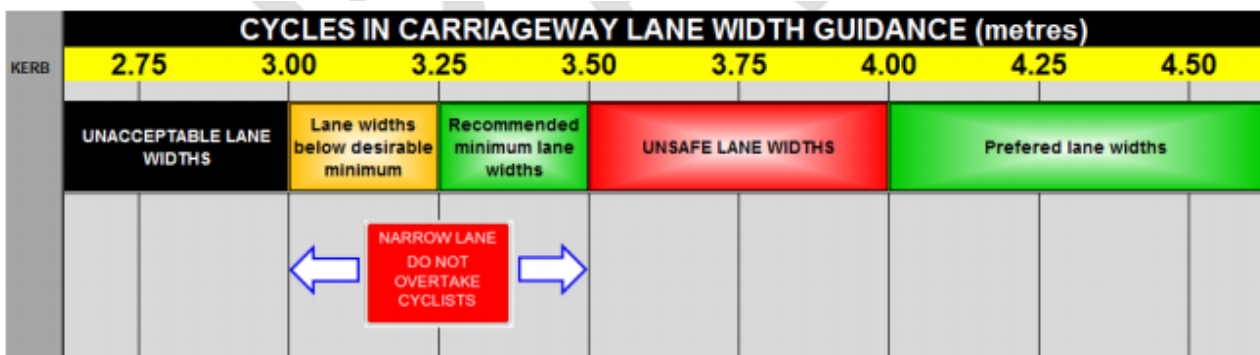 CYCLES IN CARRIAGEWAY LANE WIDTH GUIDANCE (metres)
KERB 2.75 3.00 3.25 3.50 3.75 4.00 4.25 4.50
UNACCEPTABLE LANE
WIDTHS
Lane widths
below desirable
minimum
Recommended
minimum lane
widths
UNSAFE LANE WIDTHS
Prefered lane widths
NARROW LANE
DO NOT
OVERTAKE
CYCLISTS